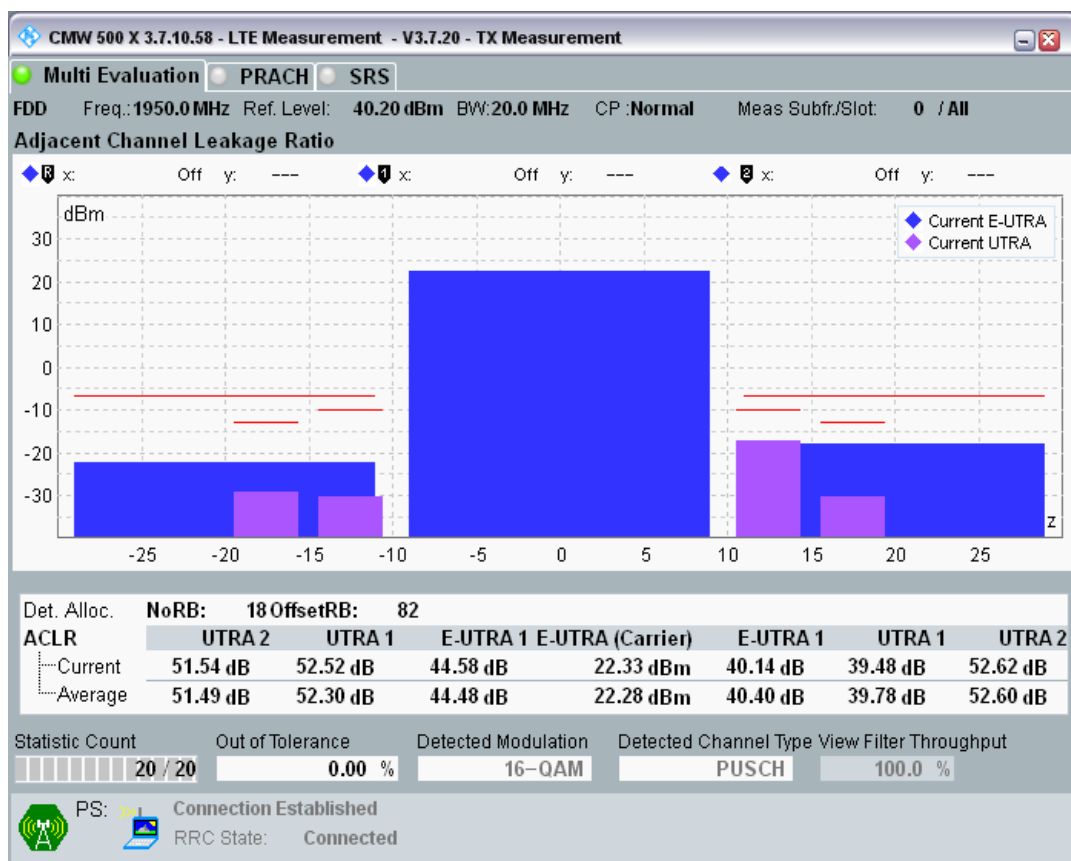 CMW 500 X 3.7.10.58 - LTE Measurement - V3.7.20 - TX Measurement
Multi Evaluation PRACH SRS
FDD Freq.: 1950.0 MHz Ref. Level: 40.20 dBm BW: 20.0 MHz CP : Normal Meas Subfr./Slot: 0 / All
Adjacent Channel Leakage Ratio
R x: Off y: --- 1 x: Off y: --- 2 x: Off y: ---
dBm
Current E-UTRA
Current UTRA
30
20
10
0
-10
-20
-30
z
-25 -20 -15 -10 -5 0 5 10 15 20 25
Det. Alloc. NoRB: 18 OffsetRB: 82
ACLR UTRA 2 UTRA 1 E-UTRA 1 E-UTRA (Carrier) E-UTRA 1 UTRA 1 UTRA 2
Current 51.54 dB 52.52 dB 44.58 dB 22.33 dBm 40.14 dB 39.48 dB 52.62 dB
Average 51.49 dB 52.30 dB 44.48 dB 22.28 dBm 40.40 dB 39.78 dB 52.60 dB
Statistic Count Out of Tolerance Detected Modulation Detected Channel Type View Filter Throughput
20 / 20 0.00 % 16-QAM PUSCH 100.0 %
PS: Connection Established
RRC State: Connected